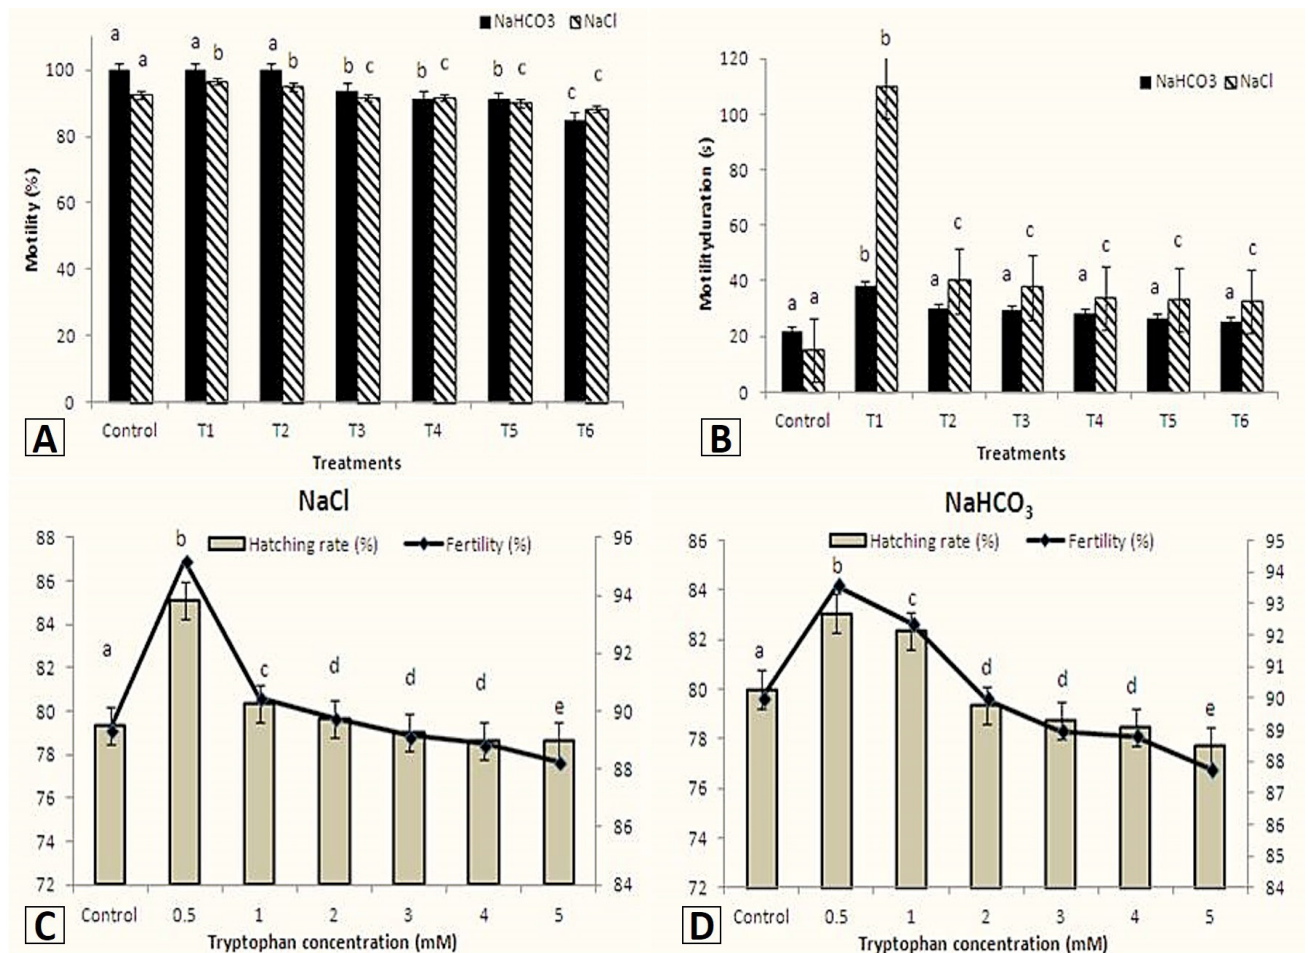 NaHCO3 NaCl
a a a b a b b c b c b c c c
Motility (%)
100
80
60
40
20
0
Control T1 T2 T3 T4 T5 T6
Treatments
A
NaHCO3 NaCl
b
a a b a c a c a c a c a c
Motilityduration (s)
120
100
80
60
40
20
0
Control T1 T2 T3 T4 T5 T6
Treatments
B
NaCl
Hatching rate (%) Fertility (%)
a b c d d d e
88
86
84
82
80
78
76
74
72
96
94
92
90
88
86
84
Control 0.5 1 2 3 4 5
Tryptophan concentration (mM)
C
NaHCO₃
Hatching rate (%) Fertility (%)
a b c d d d e
85
84
82
80
78
76
74
72
95
94
93
92
91
90
89
88
87
86
85
84
Control 0.5 1 2 3 4 5
Tryptophan concentration (mM)
D